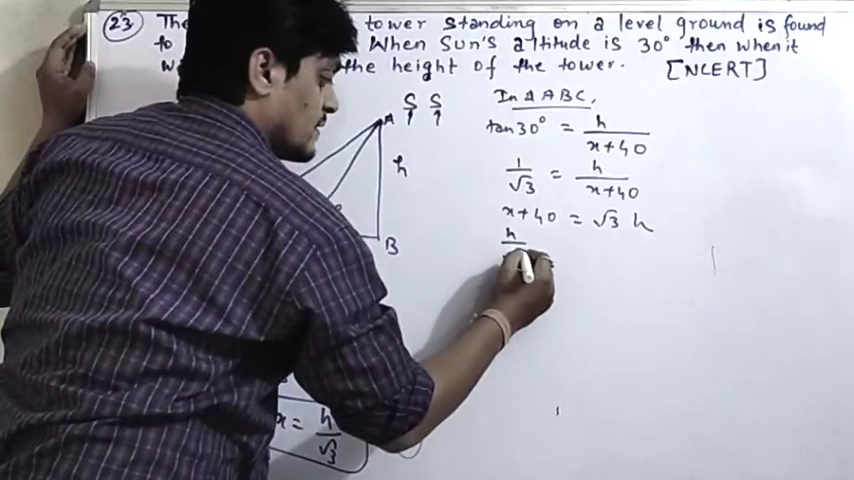 (23) The tower standing on a level ground is found
to When Sun's altitude is 30° then when it
the height of the tower. [NCERT]
A S S
h
B
In Δ ABC,
tan30° = h/x+40
1/√3 = h/x+40
x+40 = √3 h
h
x = h/√3